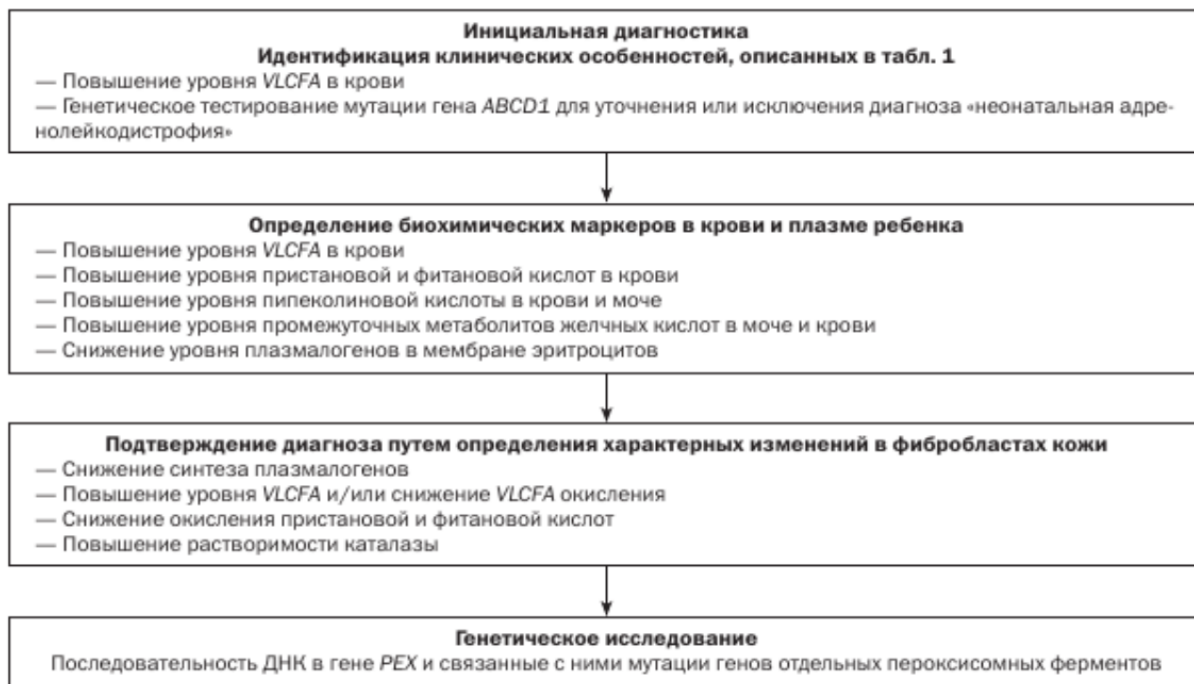 Инициальная диагностика
Идентификация клинических особенностей, описанных в табл. 1
— Повышение уровня VLCFA в крови
— Генетическое тестирование мутации гена ABCD1 для уточнения или исключения диагноза «неонатальная адре-
нолейкодистрофия»
Определение биохимических маркеров в крови и плазме ребенка
— Повышение уровня VLCFA в крови
— Повышение уровня пристановой и фитановой кислот в крови
— Повышение уровня пипеколиновой кислоты в крови и моче
— Повышение уровня промежуточных метаболитов желчных кислот в моче и крови
— Снижение уровня плазмалогенов в мембране эритроцитов
Подтверждение диагноза путем определения характерных изменений в фибробластах кожи
— Снижение синтеза плазмалогенов
— Повышение уровня VLCFA и/или снижение VLCFA окисления
— Снижение окисления пристановой и фитановой кислот
— Повышение растворимости каталазы
Генетическое исследование
Последовательность ДНК в гене PEX и связанные с ними мутации генов отдельных пероксисомных ферментов